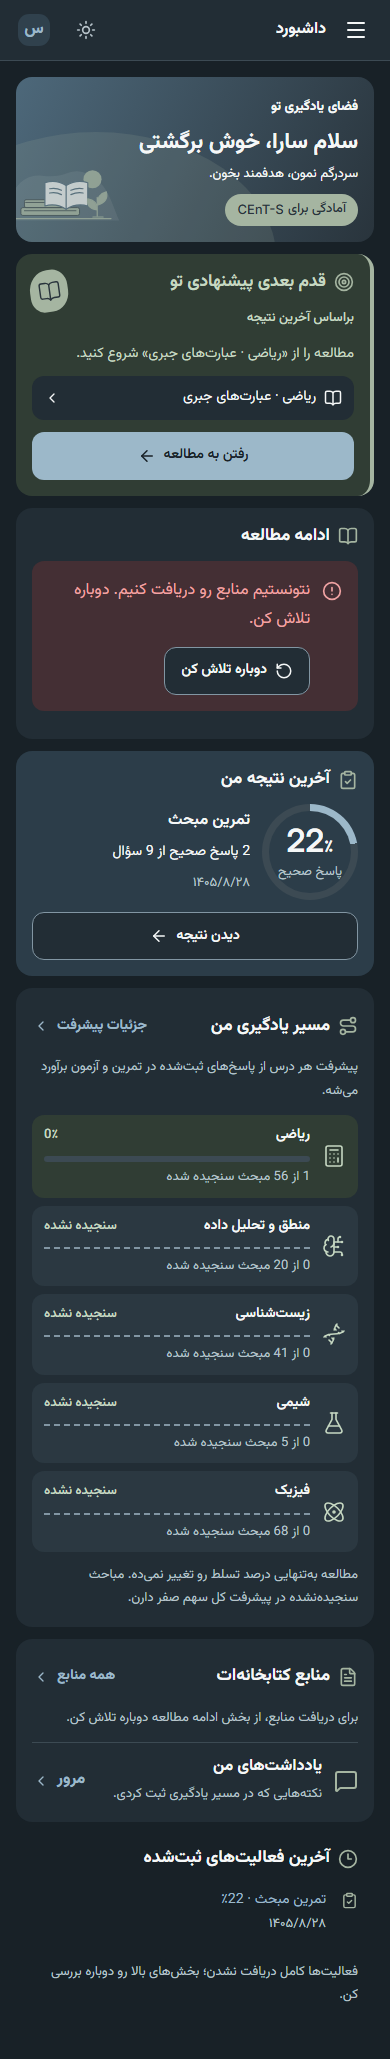 داشبورد
س
فضای یادگیری تو
سلام سارا، خوش برگشتی
سردرگم نمون، هدفمند بخون.
آمادگی برای CEnT-S
قدم بعدی پیشنهادی تو
براساس آخرین نتیجه
مطالعه را از «ریاضی · عبارت‌های جبری» شروع کنید.
ریاضی · عبارت‌های جبری
رفتن به مطالعه
ادامه مطالعه
نتونستیم منابع رو دریافت کنیم. دوباره
تلاش کن.
دوباره تلاش کن
آخرین نتیجه من
22٪
پاسخ صحیح
تمرین مبحث
2 پاسخ صحیح از 9 سؤال
۱۴۰۵/۸/۲۸
دیدن نتیجه
مسیر یادگیری من
جزئیات پیشرفت
پیشرفت هر درس از پاسخ‌های ثبت‌شده در تمرین و آزمون برآورد
می‌شه.
ریاضی
0٪
1 از 56 مبحث سنجیده شده
منطق و تحلیل داده
سنجیده نشده
0 از 20 مبحث سنجیده شده
زیست‌شناسی
سنجیده نشده
0 از 41 مبحث سنجیده شده
شیمی
سنجیده نشده
0 از 5 مبحث سنجیده شده
فیزیک
سنجیده نشده
0 از 68 مبحث سنجیده شده
مطالعه به‌تنهایی درصد تسلط رو تغییر نمی‌ده. مباحث
سنجیده‌نشده در پیشرفت کل سهم صفر دارن.
منابع کتابخانه‌ات
همه منابع
برای دریافت منابع، از بخش ادامه مطالعه دوباره تلاش کن.
یادداشت‌های من
مرور
نکته‌هایی که در مسیر یادگیری ثبت کردی.
آخرین فعالیت‌های ثبت‌شده
تمرین مبحث · 22٪
۱۴۰۵/۸/۲۸
فعالیت‌ها کامل دریافت نشدن؛ بخش‌های بالا رو دوباره بررسی
کن.